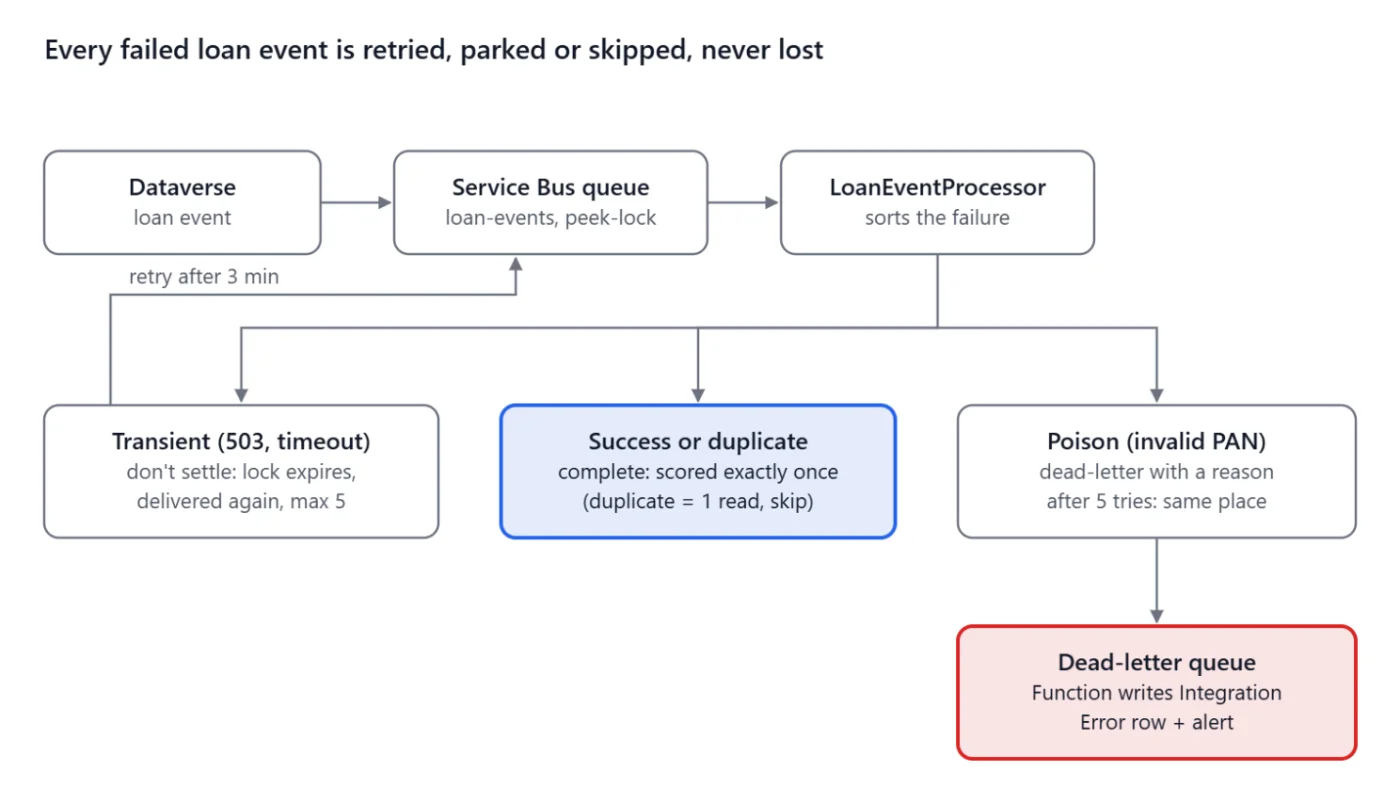 Every failed loan event is retried, parked or skipped, never lost
Dataverse
loan event
Service Bus queue
loan-events, peek-lock
LoanEventProcessor
sorts the failure
retry after 3 min
Transient (503, timeout)
don't settle: lock expires,
delivered again, max 5
Success or duplicate
complete: scored exactly once
(duplicate = 1 read, skip)
Poison (invalid PAN)
dead-letter with a reason
after 5 tries: same place
Dead-letter queue
Function writes Integration
Error row + alert